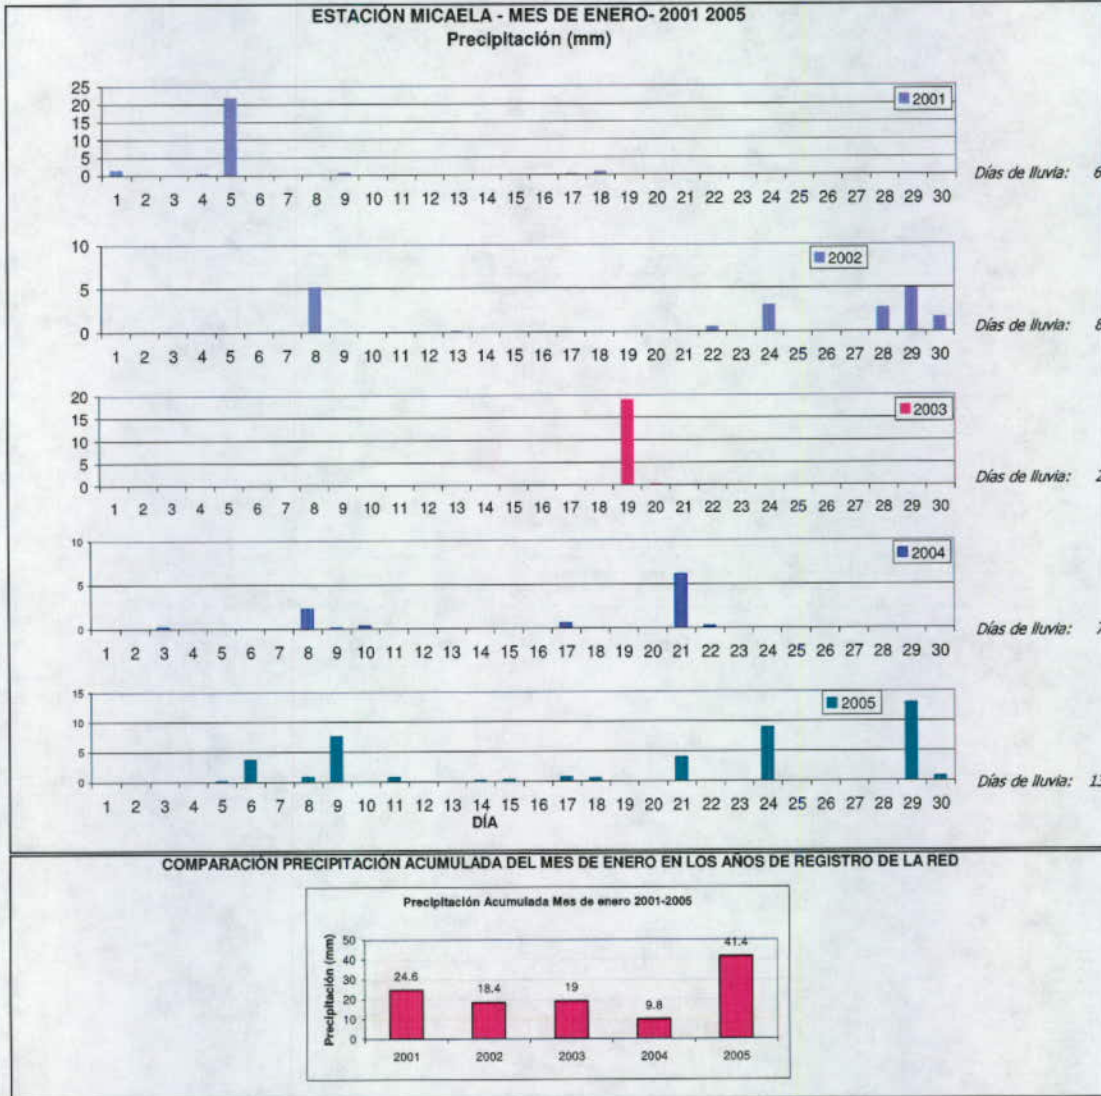 ESTACIÓN MICAELA - MES DE ENERO- 2001 2005
Precipitación (mm)
25
20
15
10
5
0
2001
1 2 3 4 5 6 7 8 9 10 11 12 13 14 15 16 17 18 19 20 21 22 23 24 25 26 27 28 29 30
Días de lluvia: 6
10
5
0
2002
1 2 3 4 5 6 7 8 9 10 11 12 13 14 15 16 17 18 19 20 21 22 23 24 25 26 27 28 29 30
Días de lluvia: 8
20
15
10
5
0
2003
1 2 3 4 5 6 7 8 9 10 11 12 13 14 15 16 17 18 19 20 21 22 23 24 25 26 27 28 29 30
Días de lluvia: 2
10
5
0
2004
1 2 3 4 5 6 7 8 9 10 11 12 13 14 15 16 17 18 19 20 21 22 23 24 25 26 27 28 29 30
Días de lluvia: 7
15
10
5
0
2005
1 2 3 4 5 6 7 8 9 10 11 12 13 14 15 16 17 18 19 20 21 22 23 24 25 26 27 28 29 30
DÍA
Días de lluvia: 13
COMPARACIÓN PRECIPITACIÓN ACUMULADA DEL MES DE ENERO EN LOS AÑOS DE REGISTRO DE LA RED
Precipitación Acumulada Mes de enero 2001-2005
Precipitación (mm)
50
40
30
20
10
0
24.6
18.4
19
9.8
41.4
2001 2002 2003 2004 2005